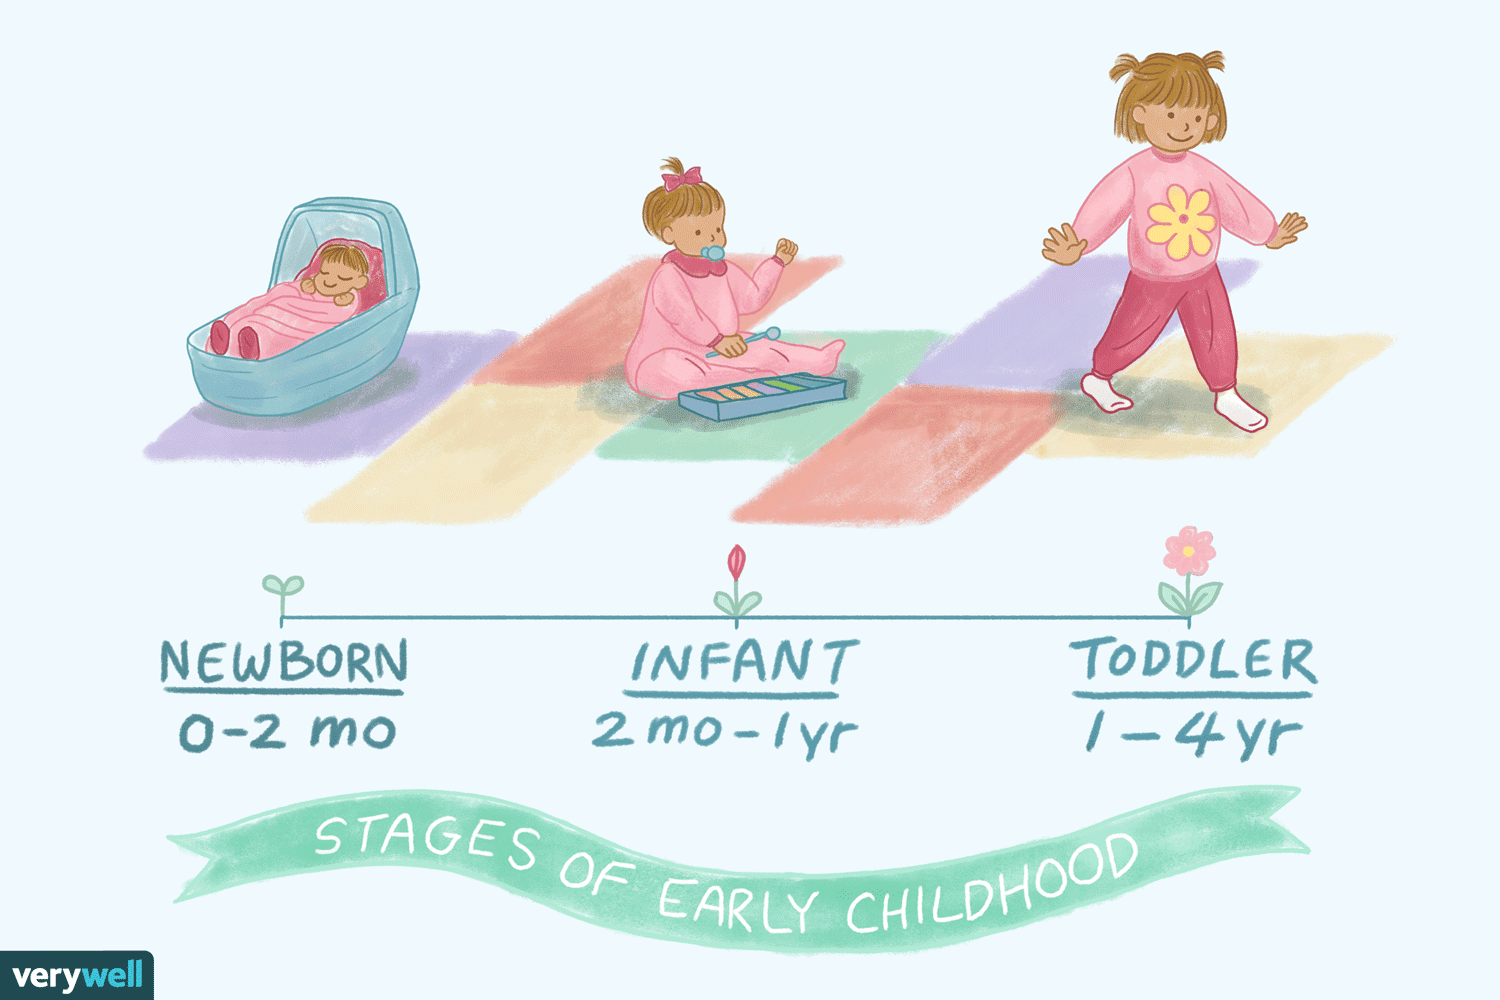 NEWBORN
0-2 mo
INFANT
2 mo - 1 yr
TODDLER
1 - 4 yr
STAGES OF EARLY CHILDHOOD
verywell